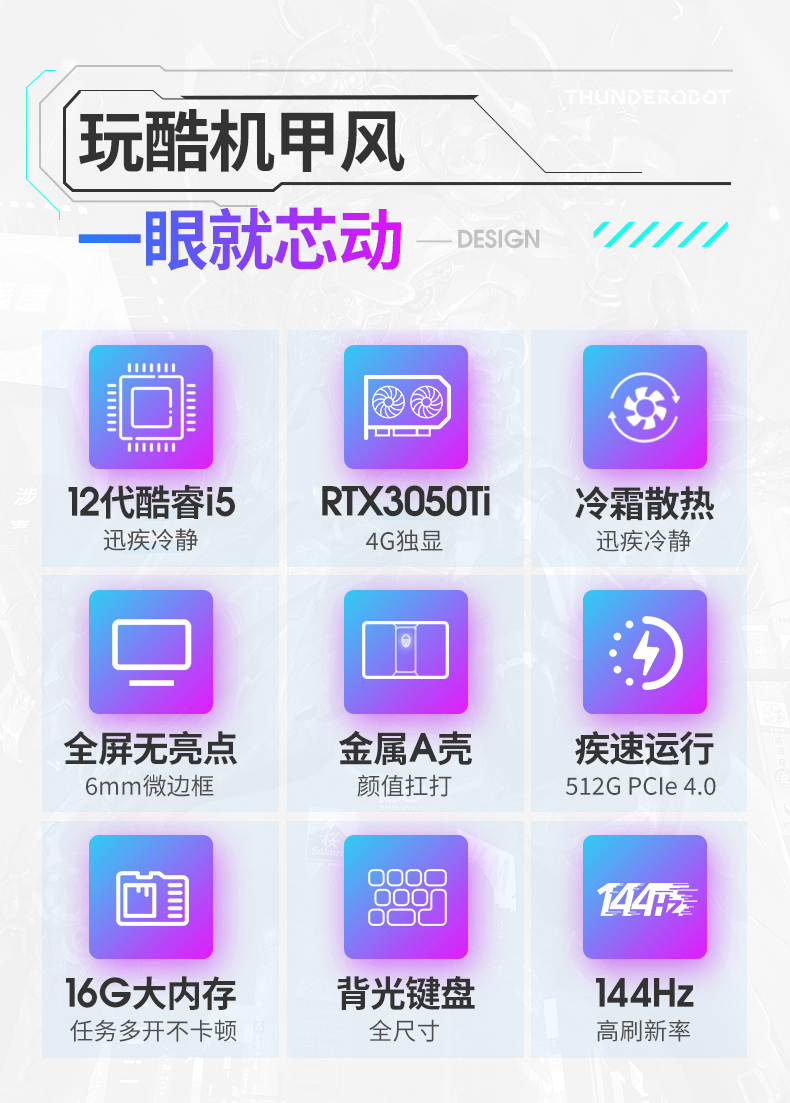 THUNDEROBOT
玩酷机甲风
一眼就芯动
DESIGN
12代酷睿i5
迅疾冷静
RTX3050Ti
4G独显
冷霜散热
迅疾冷静
全屏无亮点
6mm微边框
金属A壳
颜值扛打
疾速运行
512G PCIe 4.0
144Hz
16G大内存
任务多开不卡顿
背光键盘
全尺寸
144Hz
高刷新率